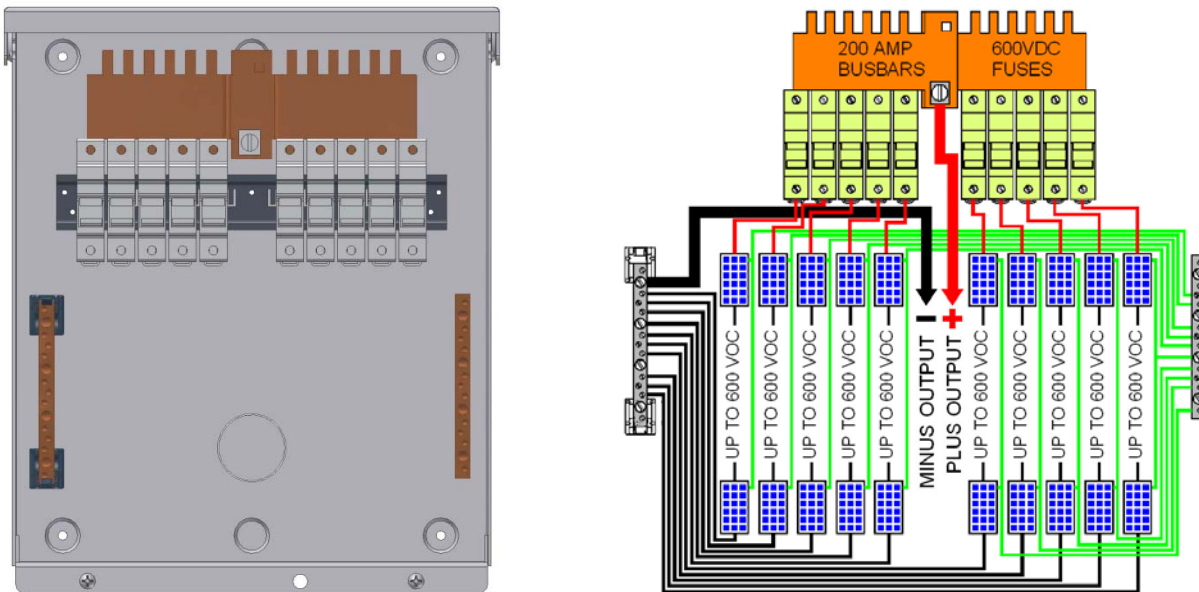 200 AMP
BUSBARS
600VDC
FUSES
UP TO 600 VOC
UP TO 600 VOC
UP TO 600 VOC
UP TO 600 VOC
UP TO 600 VOC
MINUS OUTPUT -
PLUS OUTPUT +
UP TO 600 VOC
UP TO 600 VOC
UP TO 600 VOC
UP TO 600 VOC
UP TO 600 VOC